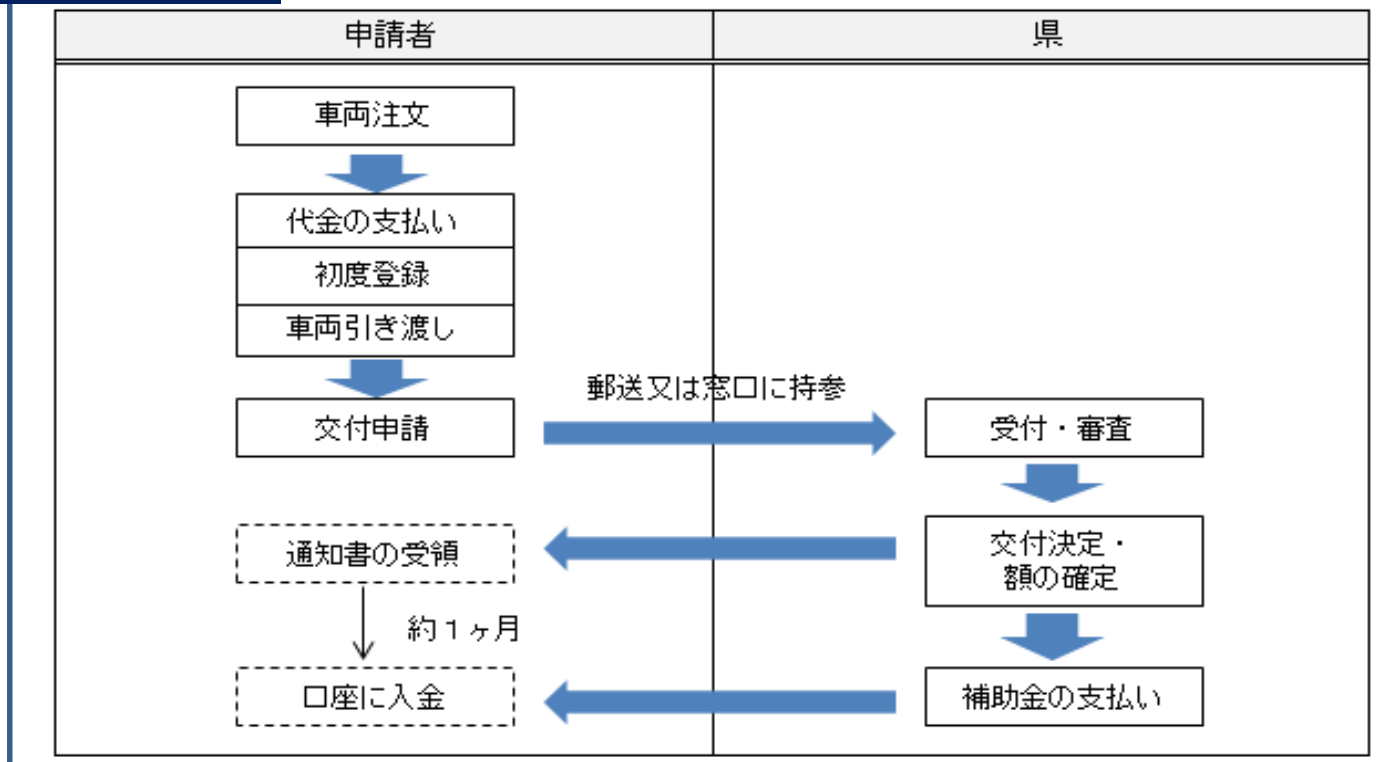 申請者
県
車両注文
代金の支払い
初度登録
車両引き渡し
郵送又は窓口に持参
交付申請
受付・審査
通知書の受領
交付決定・
額の確定
約１ヶ月
口座に入金
補助金の支払い